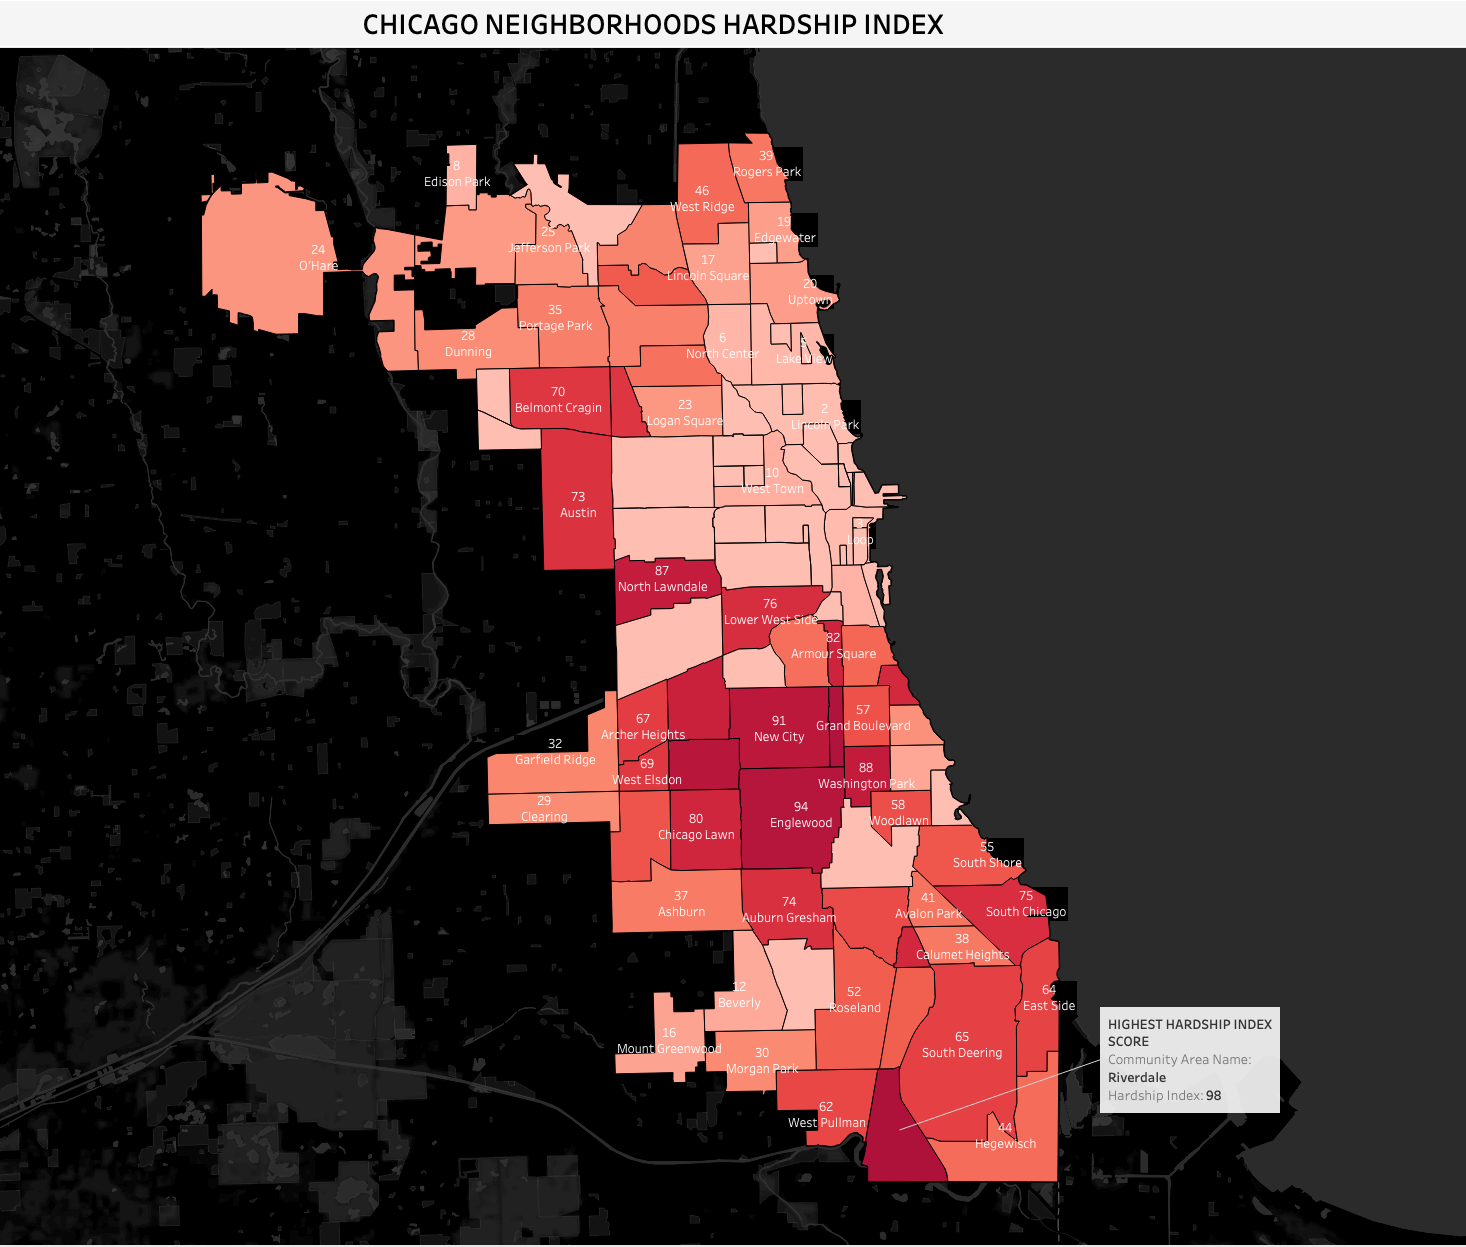 CHICAGO NEIGHBORHOODS HARDSHIP INDEX
39
Rogers Park
8
Edison Park
46
West Ridge
19
Edgewater
25
Jefferson Park
24
O'Hare
17
Lincoln Square
20
Uptown
35
Portage Park
28
Dunning
6
North Center
5
Lake View
70
Belmont Cragin
23
Logan Square
2
Lincoln Park
10
West Town
73
Austin
3
Loop
87
North Lawndale
76
Lower West Side
82
Armour Square
67
Archer Heights
91
New City
57
Grand Boulevard
32
Garfield Ridge
69
West Elsdon
88
Washington Park
29
Clearing
80
Chicago Lawn
94
Englewood
58
Woodlawn
55
South Shore
37
Ashburn
74
Auburn Gresham
41
Avalon Park
75
South Chicago
38
Calumet Heights
12
Beverly
52
Roseland
64
East Side
16
Mount Greenwood
30
Morgan Park
65
South Deering
62
West Pullman
44
Hegewisch
HIGHEST HARDSHIP INDEX
SCORE
Community Area Name:
Riverdale
Hardship Index: 98